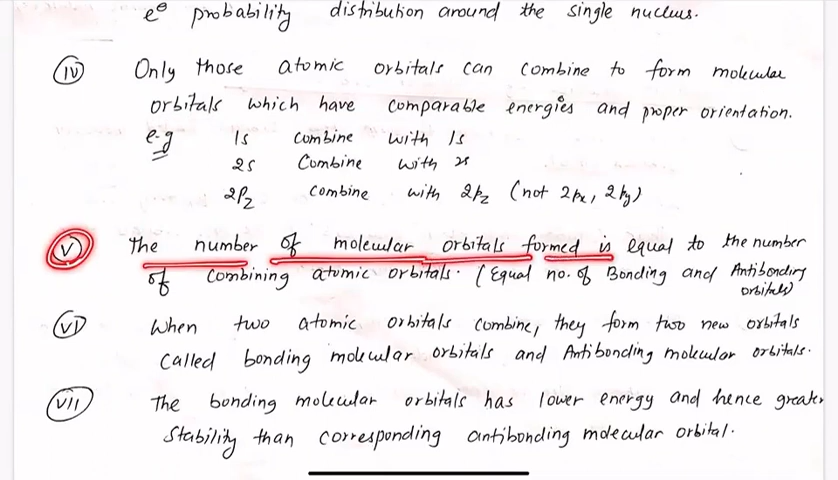 e⊖ probability distribution around the single nucleus.
(iv) Only those atomic orbitals can combine to form molecular
orbitals which have comparable energies and proper orientation.
e-g 1s combine with 1s
2s Combine with 2s
2Pz combine with 2pz (not 2px, 2py)
(v) The number of molecular orbitals formed is equal to the number
of combining atomic orbitals. (Equal no. of Bonding and Antibonding
orbitals)
(vi) When two atomic orbitals combine, they form two new orbitals
called bonding molecular orbitals and Antibonding molecular orbitals.
(vii) The bonding molecular orbitals has lower energy and hence greater
stability than corresponding antibonding molecular orbital.